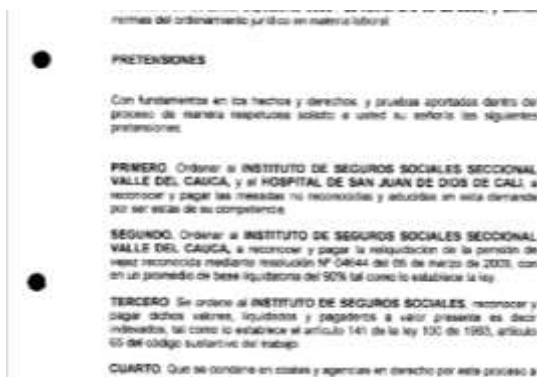 normas del ordenamiento jurídico en materia laboral
PRETENSIONES
Con fundamentos en los hechos y derechos, y pruebas aportados dentro del
proceso de manera respetuosa solicito a usted su señoría las siguientes
pretensiones:
PRIMERO. Ordenar al INSTITUTO DE SEGUROS SOCIALES SECCIONAL
VALLE DEL CAUCA, y al HOSPITAL DE SAN JUAN DE DIOS DE CALI, a
reconocer y pagar las mesadas no reconocidas y aducidas en esta demanda
por ser estas de su competencia.
SEGUNDO. Ordenar al INSTITUTO DE SEGUROS SOCIALES SECCIONAL
VALLE DEL CAUCA, a reconocer y pagar la reliquidación de la pensión de
vejez reconocida mediante resolución Nº 04644 del 06 de marzo de con
en un promedio de base liquidatoria del 90% tal como lo establece la ley.
TERCERO. Se ordene al INSTITUTO DE SEGUROS SOCIALES, reconocer y
pagar dichos valores, liquidados y pagaderos a valor presente es decir
indexados, tal como lo establece el artículo 141 de la ley 100 de 1993, artículo
65 del código sustantivo del trabajo.
CUARTO. Que se condene en costas y agencias en derecho por este proceso a